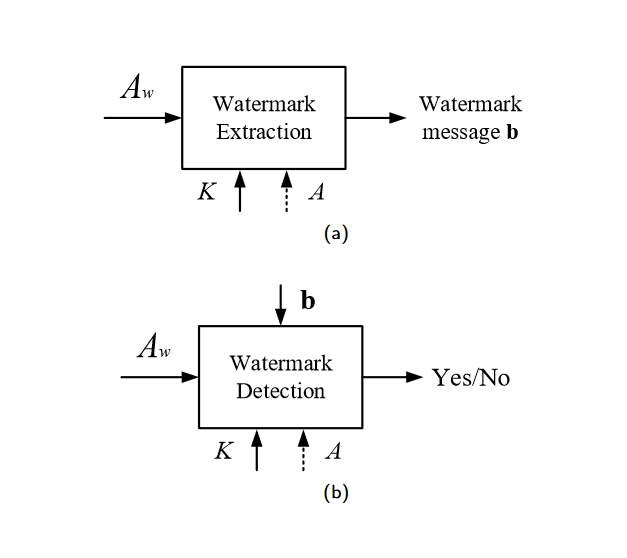 Aw
Watermark
Extraction
Watermark
message b
K
A
(a)
b
Aw
Watermark
Detection
Yes/No
K
A
(b)